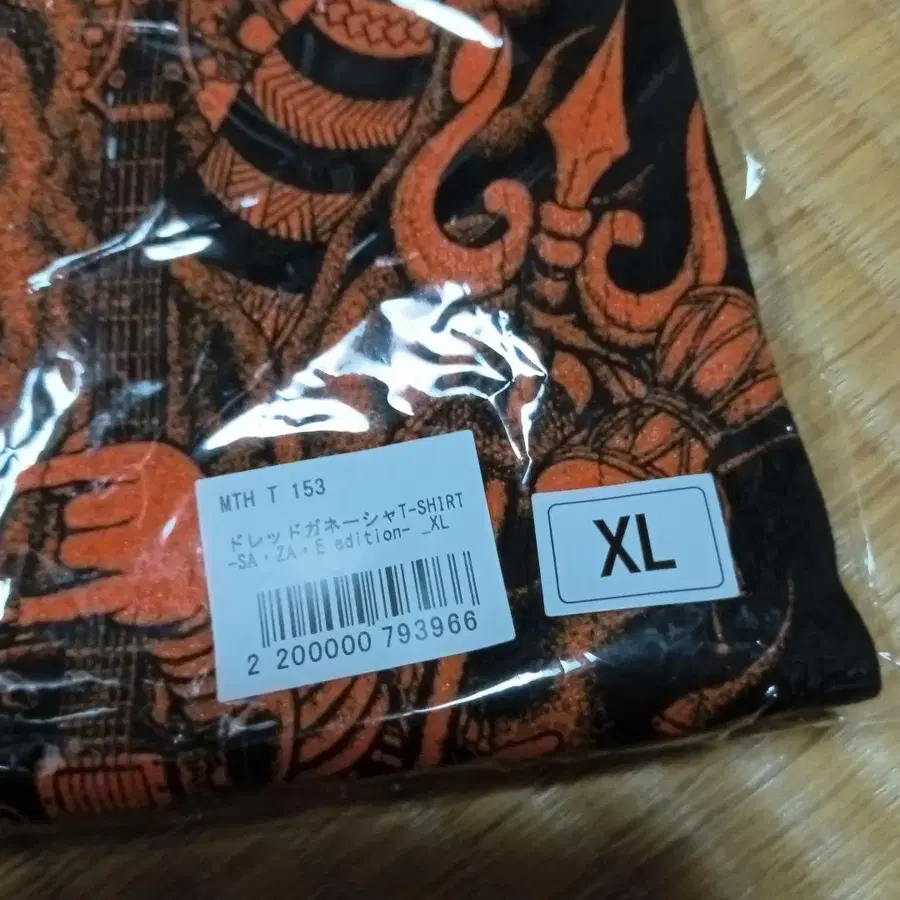 MTH T 153
ドレッドガネーシャT-SHIRT
-SA・ZA・E edition- _XL
2 200000 793966
XL